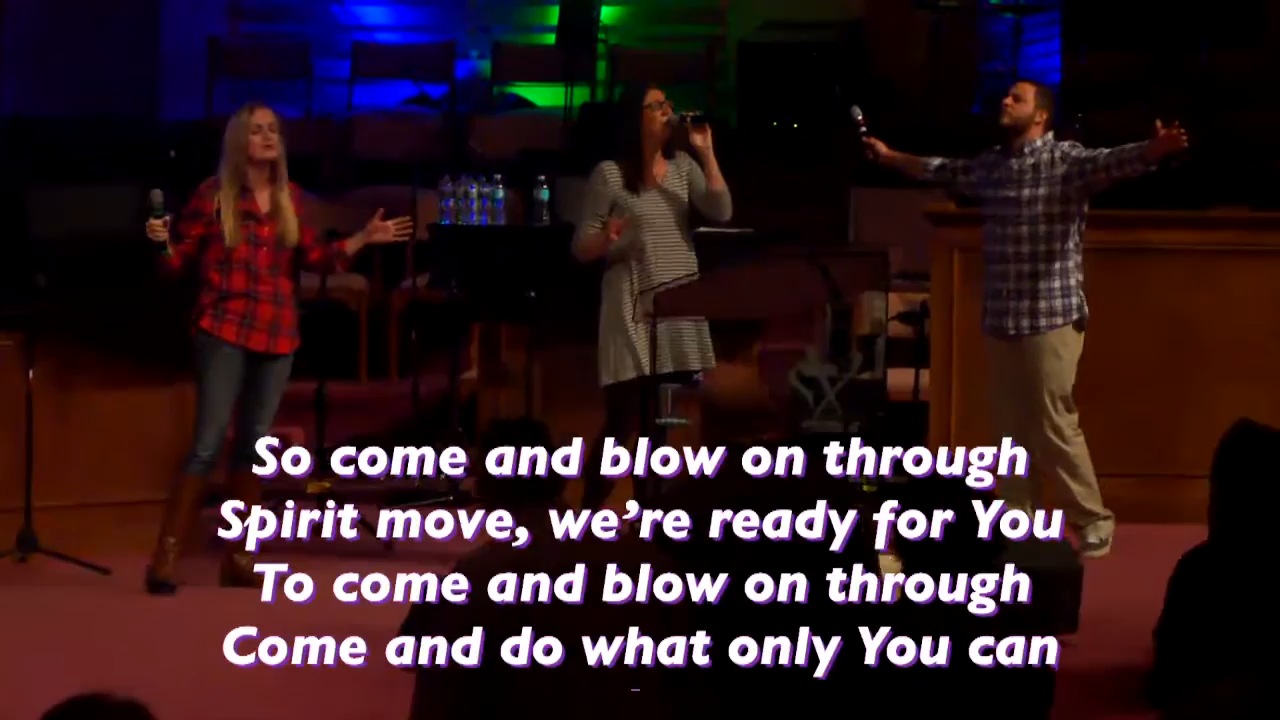 So come and blow on through
Spirit move, we’re ready for You
To come and blow on through
Come and do what only You can